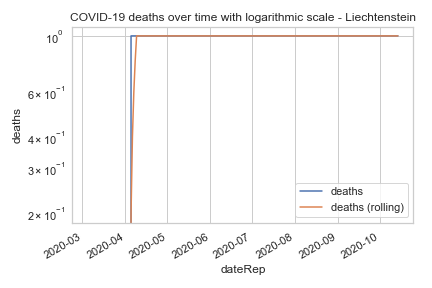 COVID-19 deaths over time with logarithmic scale - Liechtenstein
10⁰
6 × 10⁻¹
4 × 10⁻¹
3 × 10⁻¹
2 × 10⁻¹
deaths
deaths
deaths (rolling)
2020-03
2020-04
2020-05
2020-06
2020-07
2020-08
2020-09
2020-10
dateRep